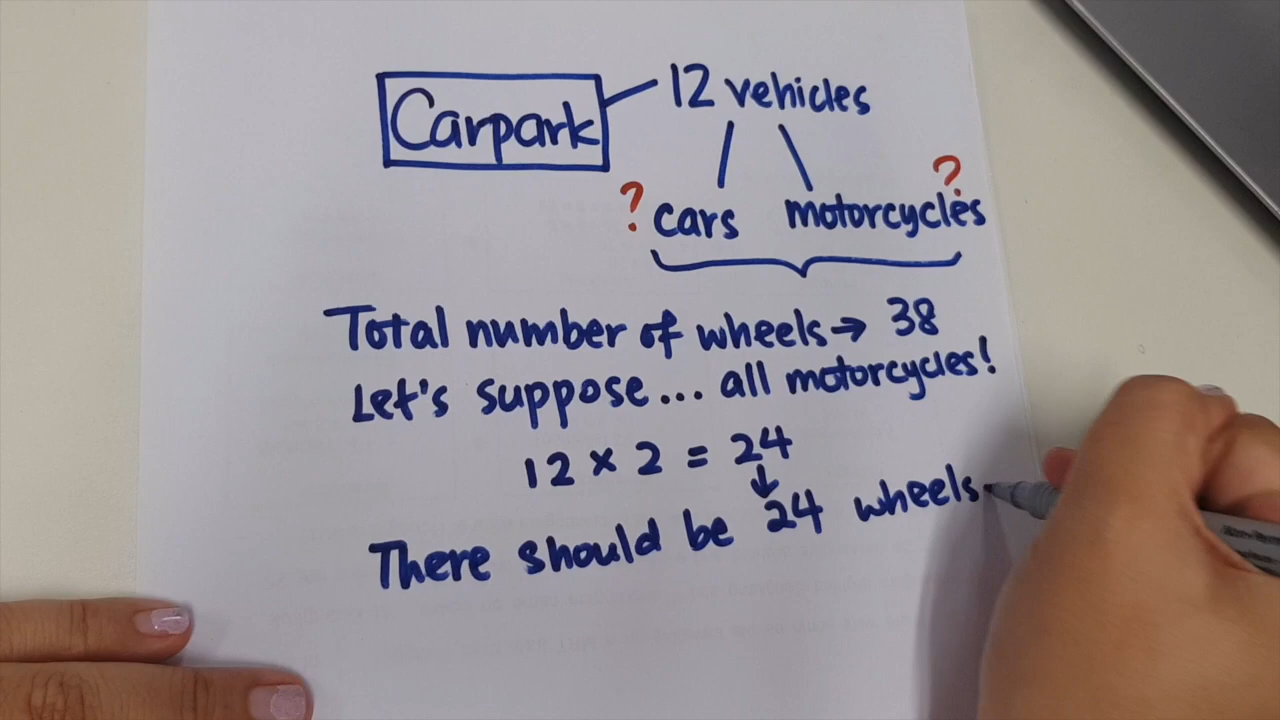 Carpark 12 vehicles
? cars motorcycles ?
Total number of wheels → 38
Let's suppose... all motorcycles!
12 × 2 = 24
↓
There should be 24 wheels